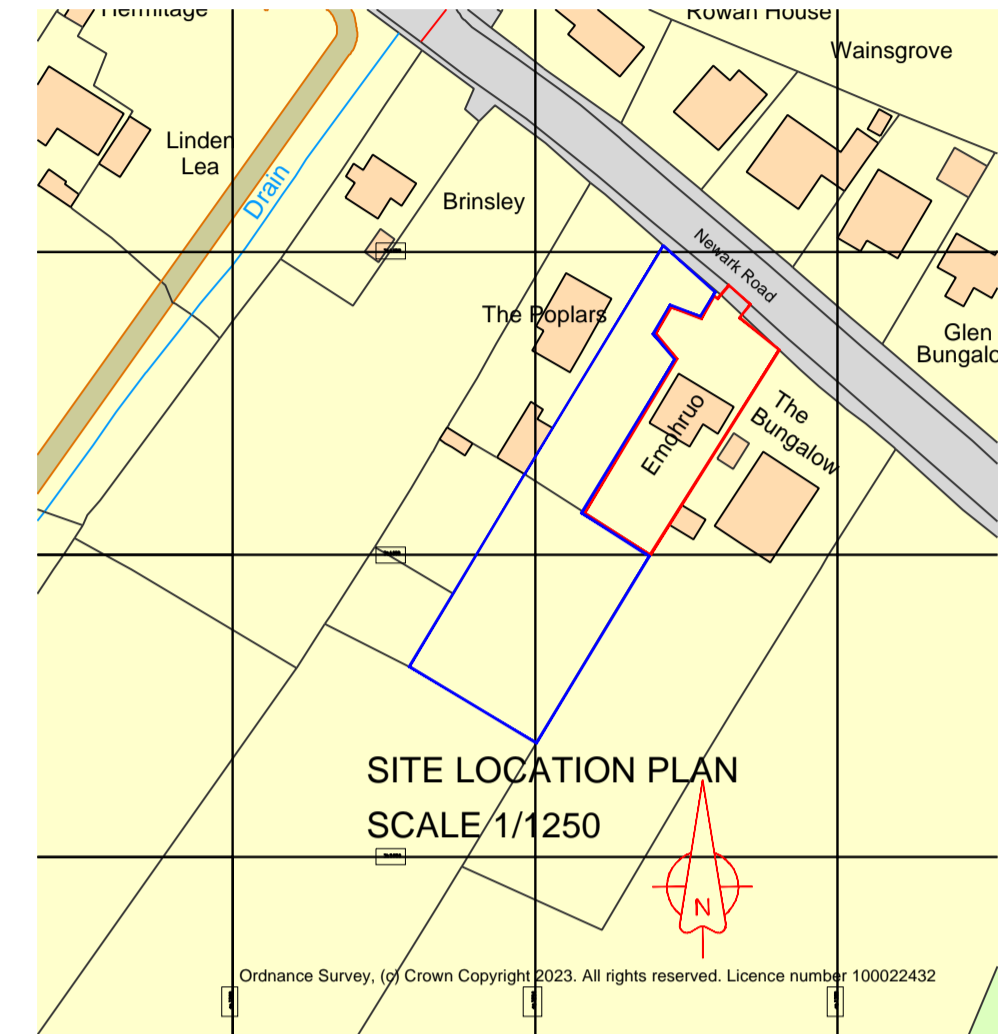 Hermitage
Rowan House
Wainsgrove
Linden
Lea
Drain
Brinsley
Newark Road
The Poplars
Glen
Bungalo
Emohruo
The
Bungalow
SITE LOCATION PLAN
SCALE 1/1250
N
Ordnance Survey, (c) Crown Copyright 2023. All rights reserved. Licence number 100022432